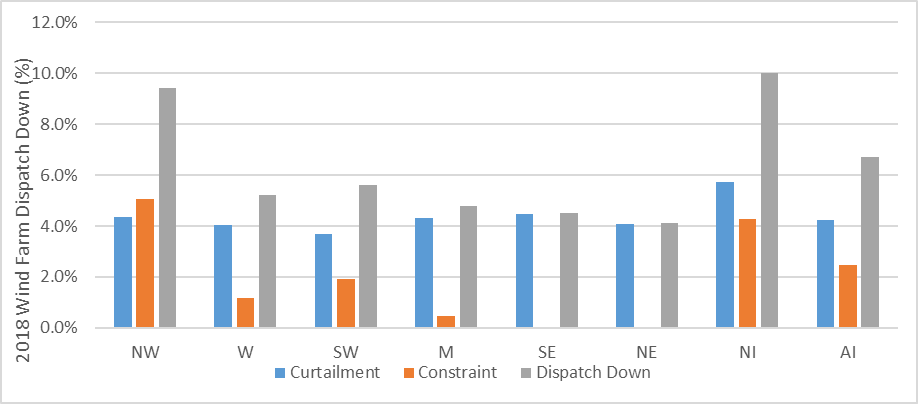 2018 Wind Farm Dispatch Down (%)
12.0%
10.0%
8.0%
6.0%
4.0%
2.0%
0.0%
NW W SW M SE NE NI AI
Curtailment Constraint Dispatch Down